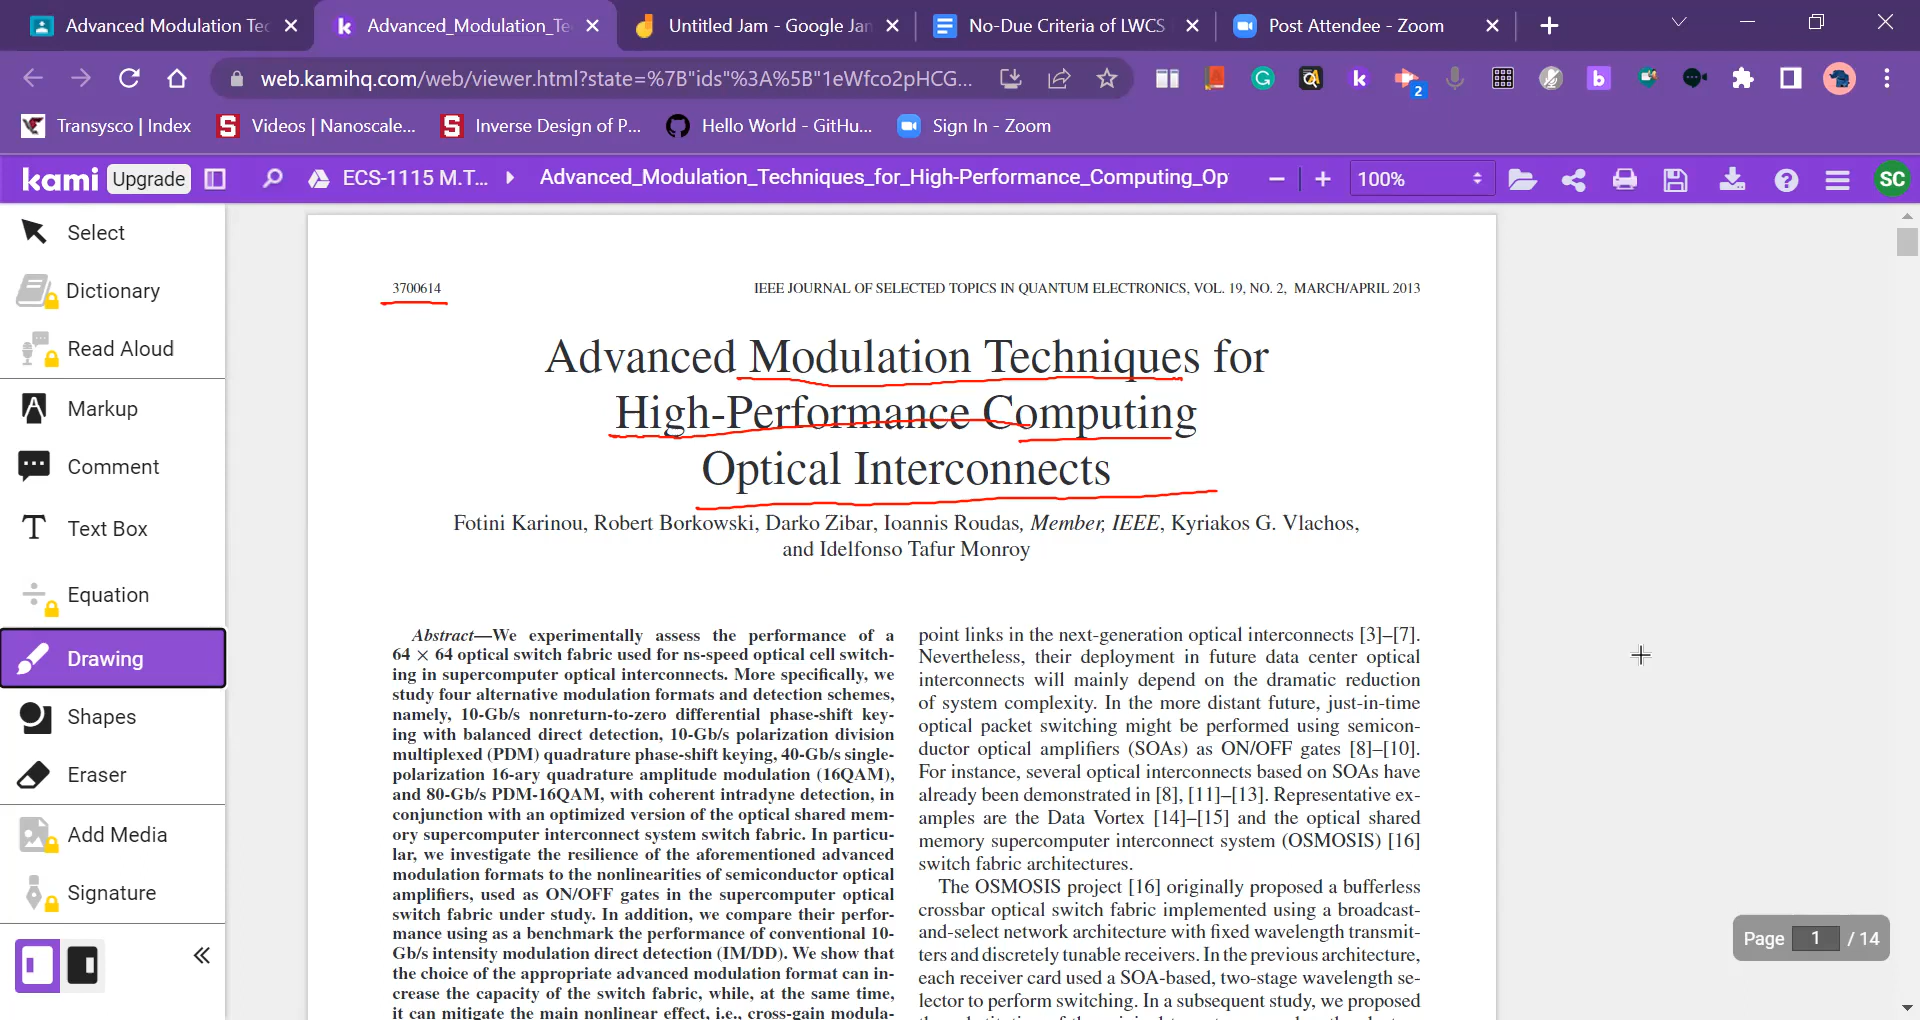 Advanced Modulation Tec
Advanced_Modulation_Te
Untitled Jam - Google Jan
No-Due Criteria of LWCS
Post Attendee - Zoom
web.kamihq.com/web/viewer.html?state=%7B"ids"%3A%5B"1eWfco2pHCG...
2
Transysco | Index
Videos | Nanoscale...
Inverse Design of P...
Hello World - GitHu...
Sign In - Zoom
kami Upgrade
ECS-1115 M.T...
Advanced_Modulation_Techniques_for_High-Performance_Computing_Op
100%
SC
Select
Dictionary
Read Aloud
Markup
Comment
Text Box
Equation
Drawing
Shapes
Eraser
Add Media
Signature
3700614
IEEE JOURNAL OF SELECTED TOPICS IN QUANTUM ELECTRONICS, VOL. 19, NO. 2, MARCH/APRIL 2013
Advanced Modulation Techniques for
High-Performance Computing
Optical Interconnects
Fotini Karinou, Robert Borkowski, Darko Zibar, Ioannis Roudas, Member, IEEE, Kyriakos G. Vlachos,
and Idelfonso Tafur Monroy
Abstract—We experimentally assess the performance of a
64 × 64 optical switch fabric used for ns-speed optical cell switch-
ing in supercomputer optical interconnects. More specifically, we
study four alternative modulation formats and detection schemes,
namely, 10-Gb/s nonreturn-to-zero differential phase-shift key-
ing with balanced direct detection, 10-Gb/s polarization division
multiplexed (PDM) quadrature phase-shift keying, 40-Gb/s single-
polarization 16-ary quadrature amplitude modulation (16QAM),
and 80-Gb/s PDM-16QAM, with coherent intradyne detection, in
conjunction with an optimized version of the optical shared mem-
ory supercomputer interconnect system switch fabric. In particu-
lar, we investigate the resilience of the aforementioned advanced
modulation formats to the nonlinearities of semiconductor optical
amplifiers, used as ON/OFF gates in the supercomputer optical
switch fabric under study. In addition, we compare their perfor-
mance using as a benchmark the performance of conventional 10-
Gb/s intensity modulation direct detection (IM/DD). We show that
the choice of the appropriate advanced modulation format can in-
crease the capacity of the switch fabric, while, at the same time,
it can mitigate the main nonlinear effect, i.e., cross-gain modula-
point links in the next-generation optical interconnects [3]–[7].
Nevertheless, their deployment in future data center optical
interconnects will mainly depend on the dramatic reduction
of system complexity. In the more distant future, just-in-time
optical packet switching might be performed using semicon-
ductor optical amplifiers (SOAs) as ON/OFF gates [8]–[10].
For instance, several optical interconnects based on SOAs have
already been demonstrated in [8], [11]–[13]. Representative ex-
amples are the Data Vortex [14]–[15] and the optical shared
memory supercomputer interconnect system (OSMOSIS) [16]
switch fabric architectures.
The OSMOSIS project [16] originally proposed a bufferless
crossbar optical switch fabric implemented using a broadcast-
and-select network architecture with fixed wavelength transmit-
ters and discretely tunable receivers. In the previous architecture,
each receiver card used a SOA-based, two-stage wavelength se-
lector to perform switching. In a subsequent study, we proposed
Page 1 / 14